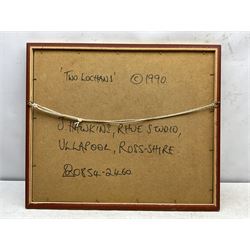 'TWO LOCHANS' © 1990.
J HAWKINS, RHUE STUDIO,
ULLAPOOL, ROSS-SHIRE.
0854-2460